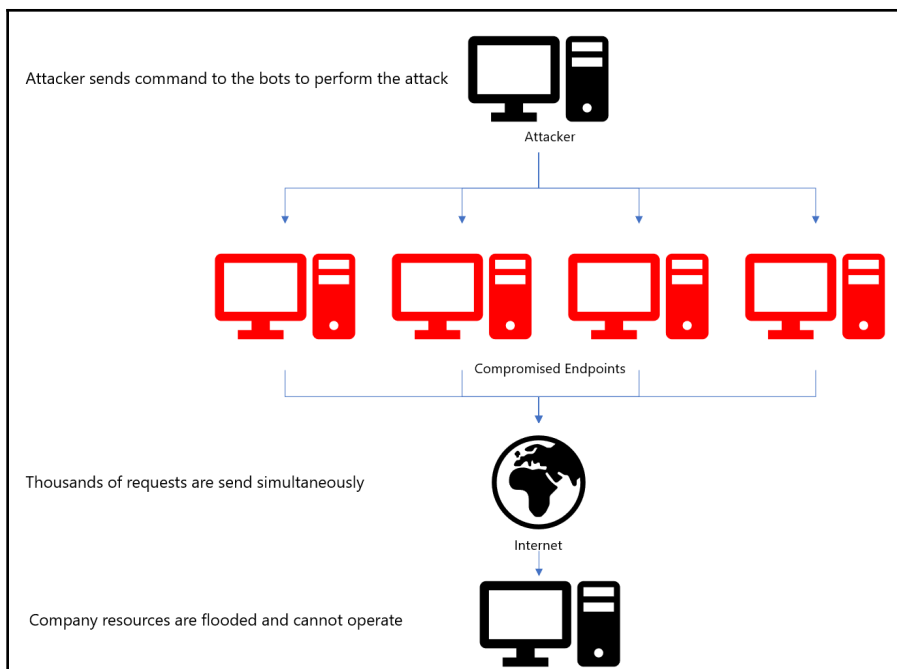 Attacker sends command to the bots to perform the attack
Attacker
Compromised Endpoints
Thousands of requests are send simultaneously
Internet
Company resources are flooded and cannot operate